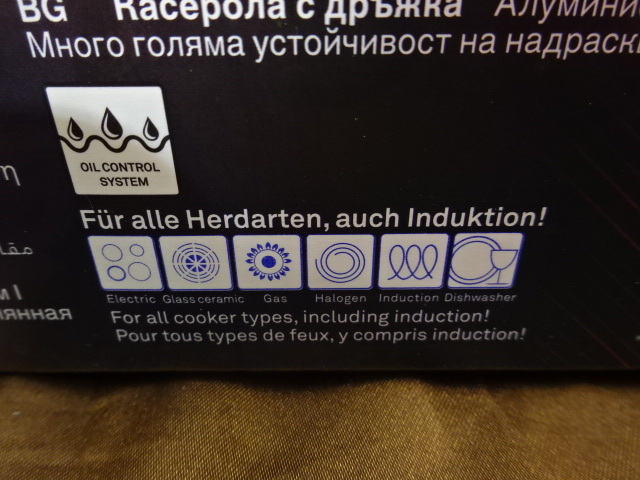 BG Касерола с дръжка Алумини
Много голяма устойчивост на надраск
OIL CONTROL
SYSTEM
Für alle Herdarten, auch Induktion!
Electric Glassceramic Gas Halogen Induction Dishwasher
For all cooker types, including induction!
Pour tous types de feux, y compris induction!